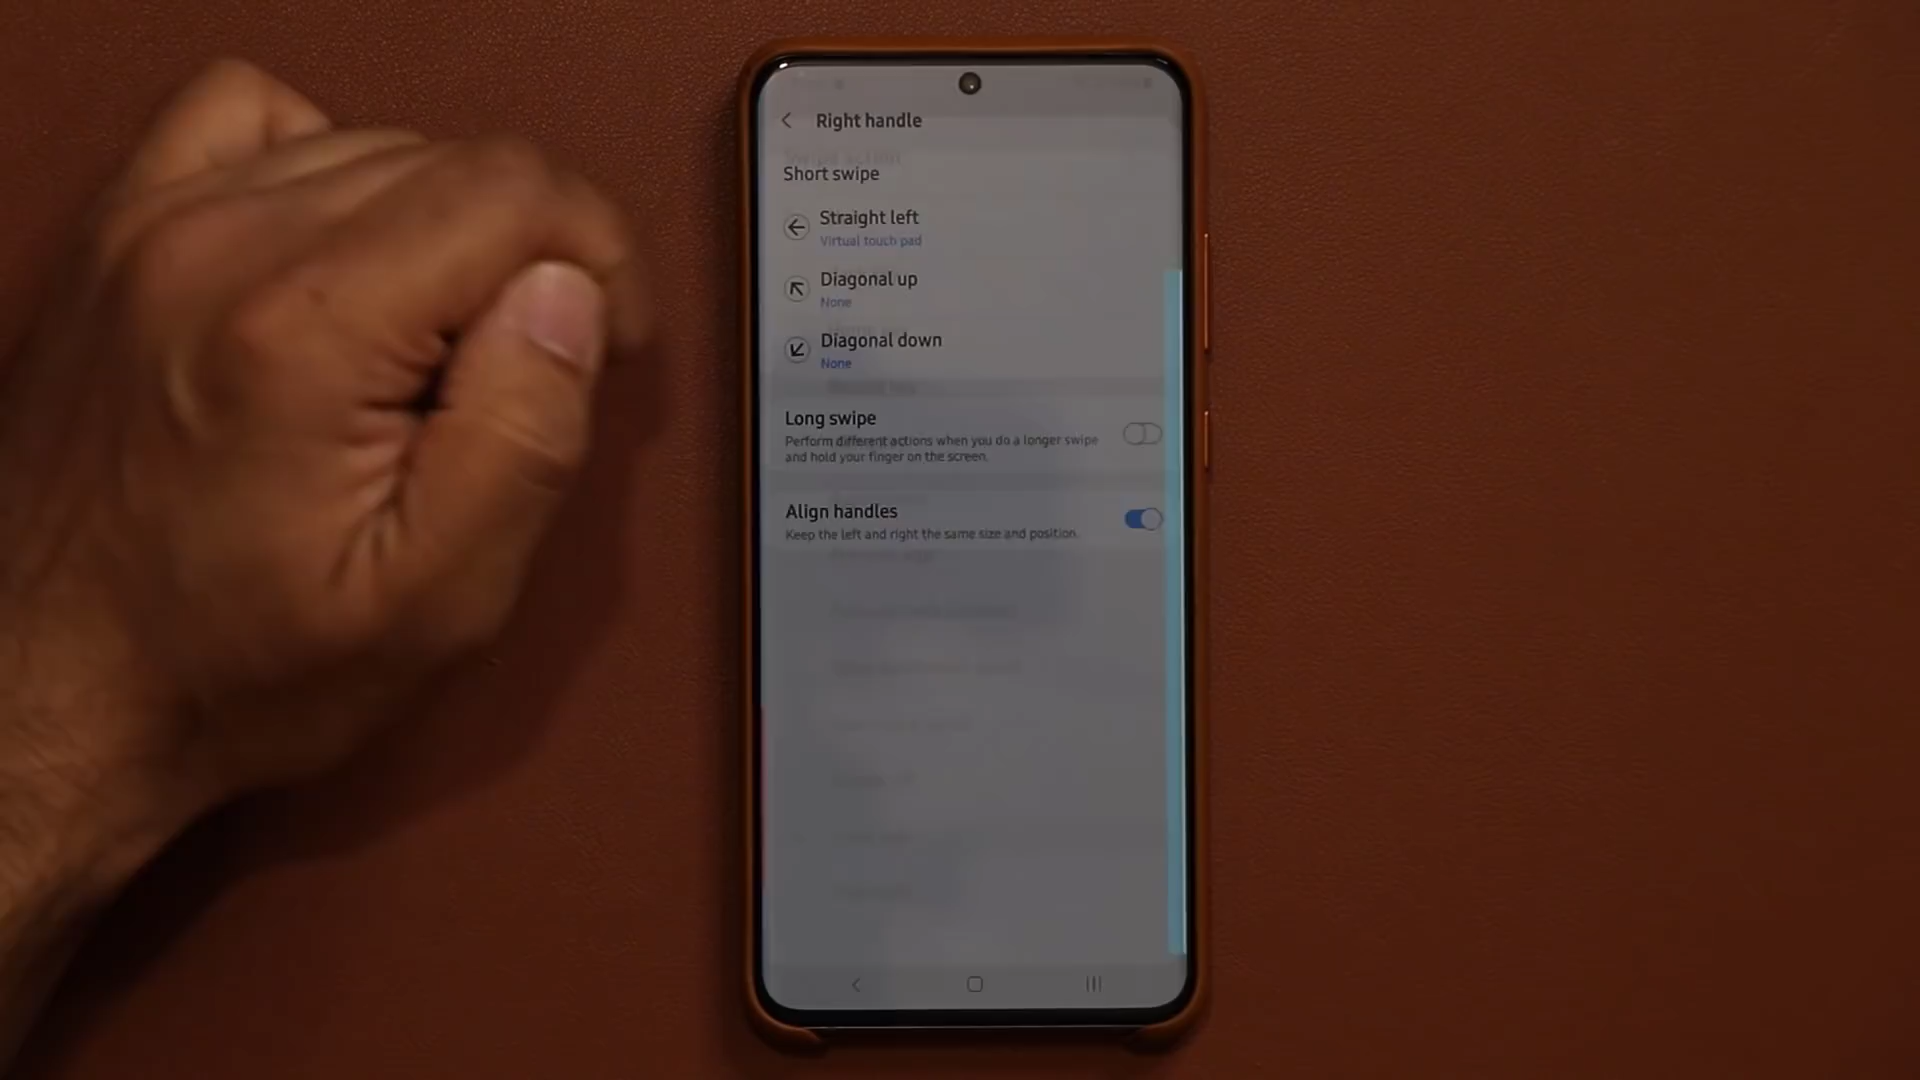 Right handle
Swipe action
Short swipe
Straight left
Virtual touch pad
Diagonal up
None
Diagonal down
None
Long swipe
Perform different actions when you do a longer swipe
and hold your finger on the screen.
Align handles
Keep the left and right the same size and position.